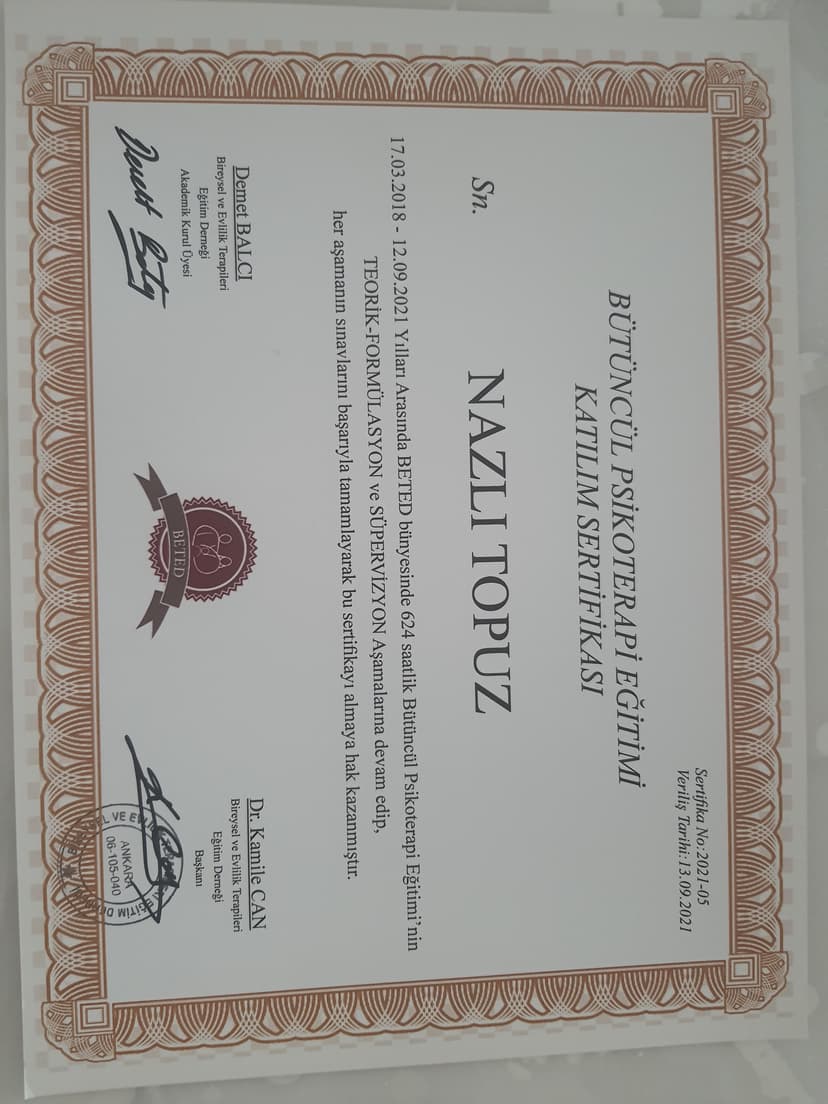 Sertifika No:2021-05
Veriliş Tarihi:13.09.2021
BÜTÜNCÜL PSİKOTERAPİ EĞİTİMİ
KATILIM SERTİFİKASI
Sn. NAZLI TOPUZ
17.03.2018 - 12.09.2021 Yılları Arasında BETED bünyesinde 624 saatlik Bütüncül Psikoterapi Eğitimi'nin
TEORİK-FORMÜLASYON ve SÜPERVİZYON Aşamalarına devam edip,
her aşamanın sınavlarını başarıyla tamamlayarak bu sertifikayı almaya hak kazanmıştır.
Demet BALCI
Bireysel ve Evlilik Terapileri
Eğitim Derneği
Akademik Kurul Üyesi
BETED
Dr. Kamile CAN
Bireysel ve Evlilik Terapileri
Eğitim Derneği
Başkanı
ANKARA
06-105-040